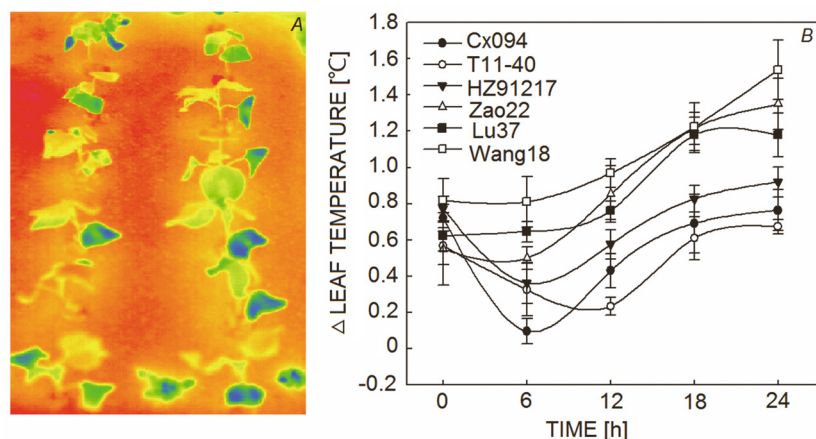 A
B
Cx094
T11-40
HZ91217
Zao22
Lu37
Wang18
1.8
1.6
1.4
1.2
1.0
0.8
0.6
0.4
0.2
0
-0.2
△ LEAF TEMPERATURE [℃]
0 6 12 18 24
TIME [h]